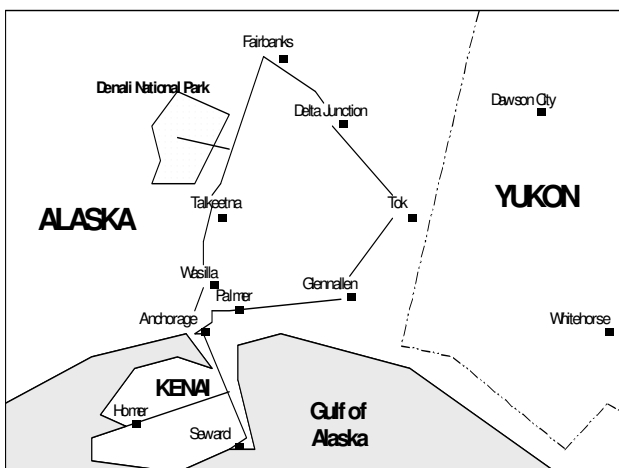 Fairbanks
Denali National Park
Dawson City
Delta Junction
ALASKA
Talkeetna
Tok
YUKON
Wasilla
Palmer
Glennallen
Anchorage
Whitehorse
KENAI
Homer
Gulf of
Alaska
Seward